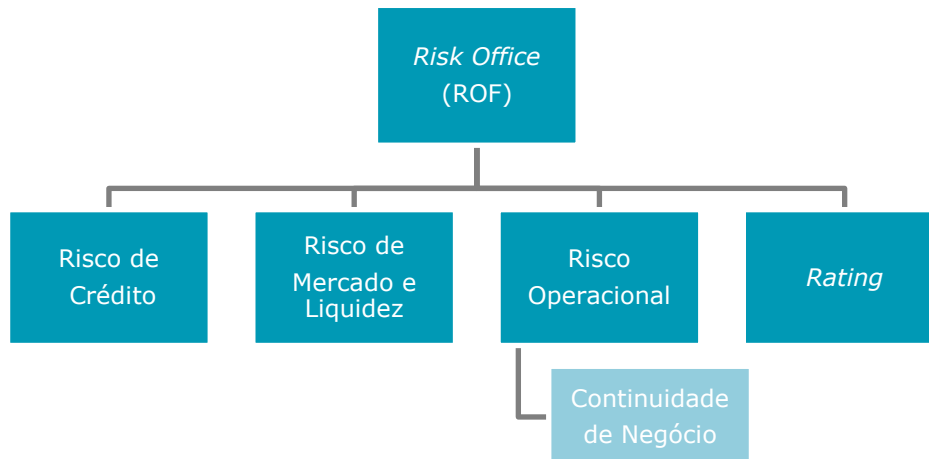 Risk Office
(ROF)
Risco de
Crédito
Risco de
Mercado e
Liquidez
Risco
Operacional
Rating
Continuidade
de Negócio